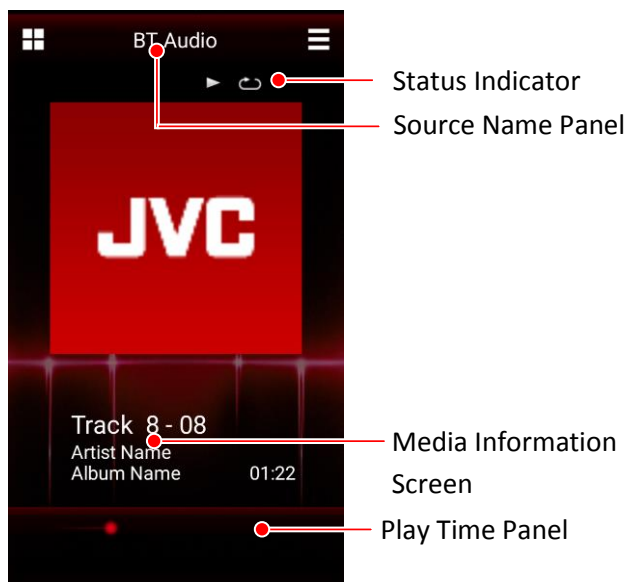 BT Audio
Status Indicator
Source Name Panel
JVC
Track 8 - 08
Artist Name
Album Name 01:22
Media Information
Screen
Play Time Panel